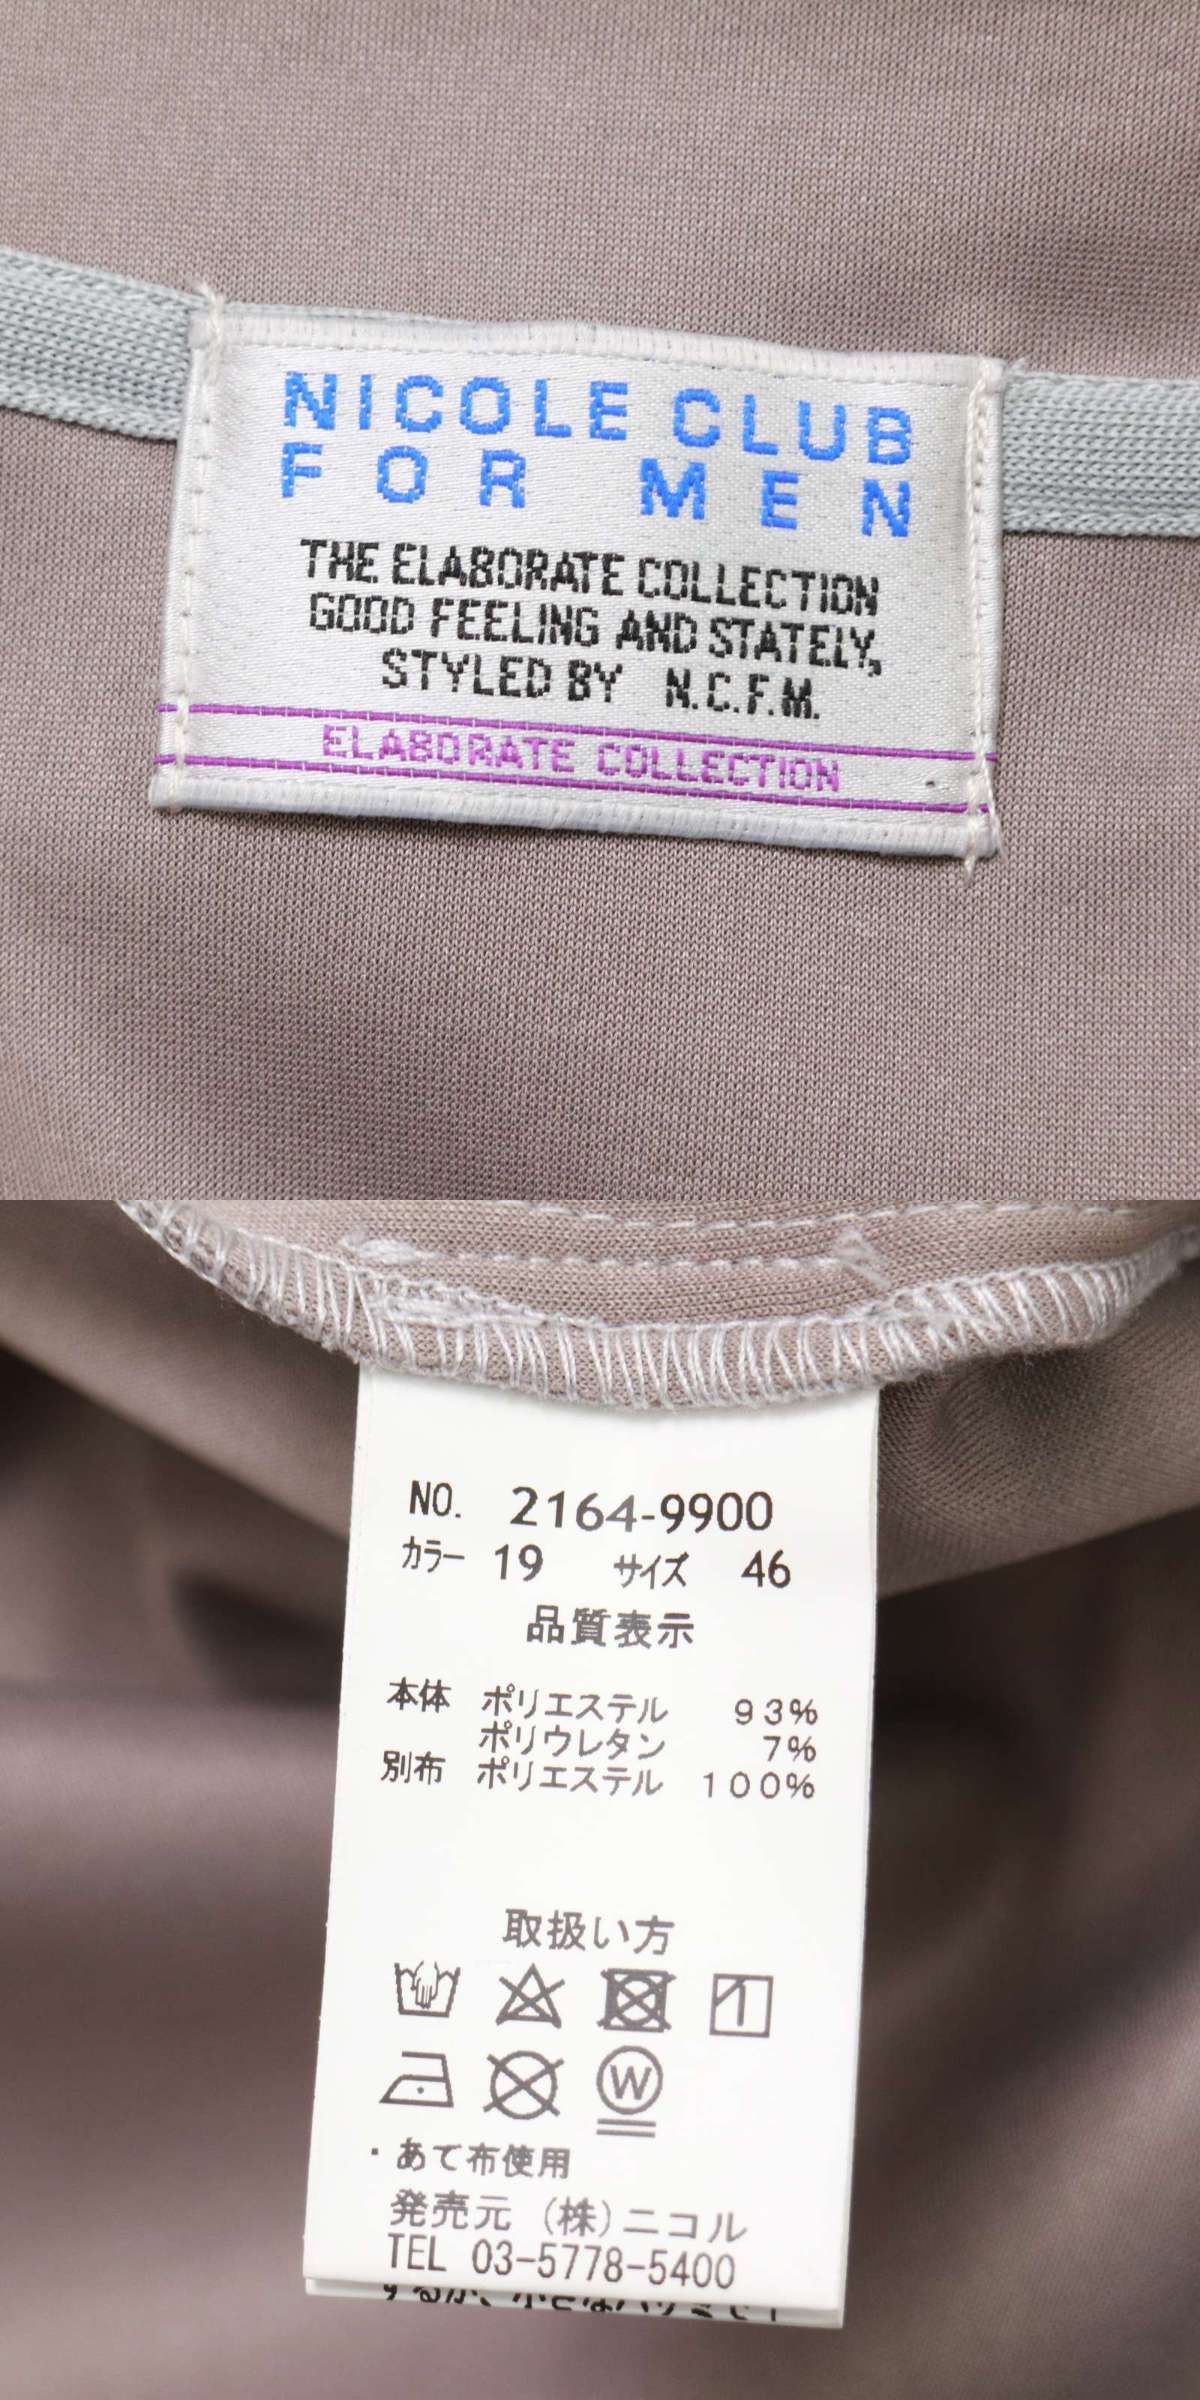 NICOLE CLUB
FOR MEN
THE ELABORATE COLLECTION
GOOD FEELING AND STATELY,
STYLED BY N.C.F.M.
ELABORATE COLLECTION
NO. 2164-9900
カラー 19 サイズ 46
品質表示
本体 ポリエステル 93%
ポリウレタン 7%
別布 ポリエステル 100%
取扱い方
W
・あて布使用
発売元 (株)ニコル
TEL 03-5778-5400